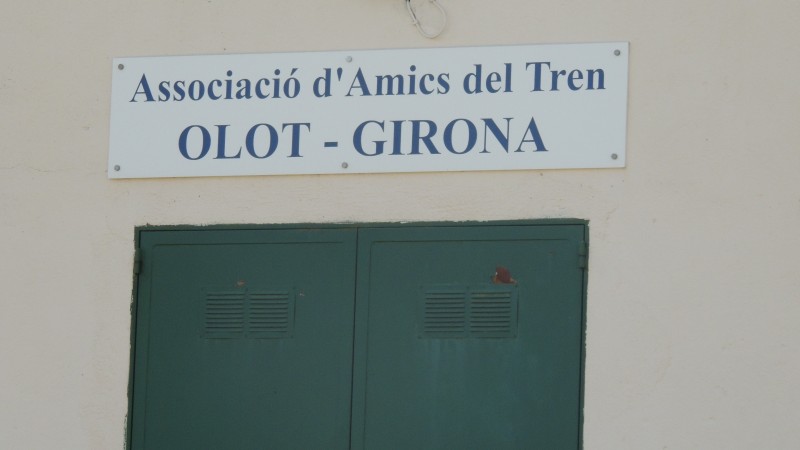 Associació d'Amics del Tren
OLOT - GIRONA